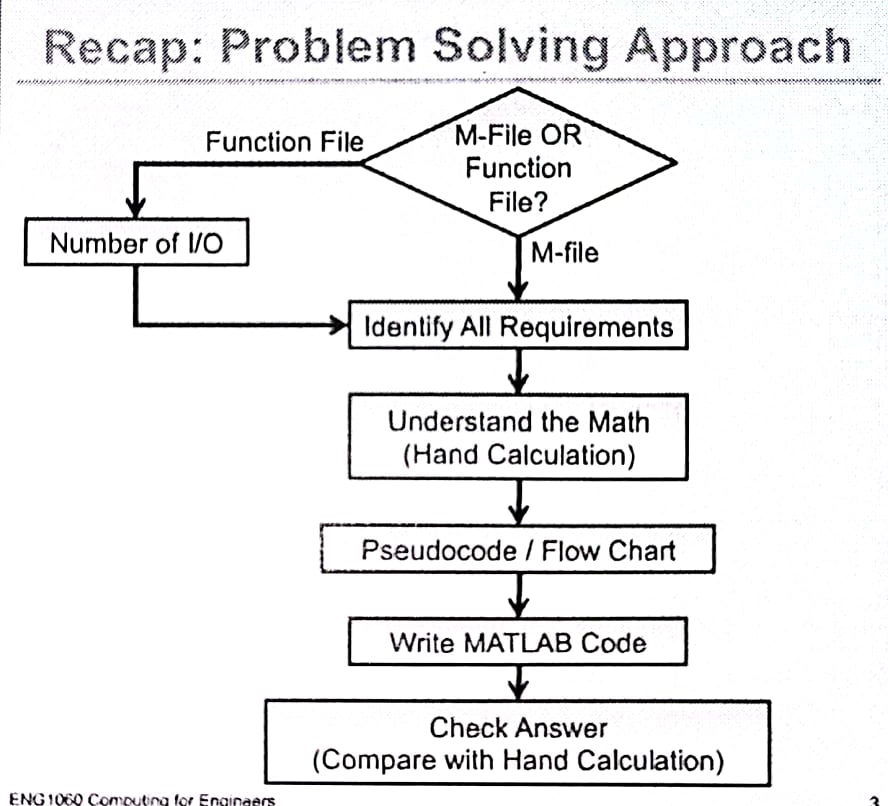 Recap: Problem Solving Approach
M-File OR
Function
File?
Function File
Number of I/O
M-file
Identify All Requirements
Understand the Math
(Hand Calculation)
Pseudocode / Flow Chart
Write MATLAB Code
Check Answer
(Compare with Hand Calculation)
ENG1060 Computing for Engineers